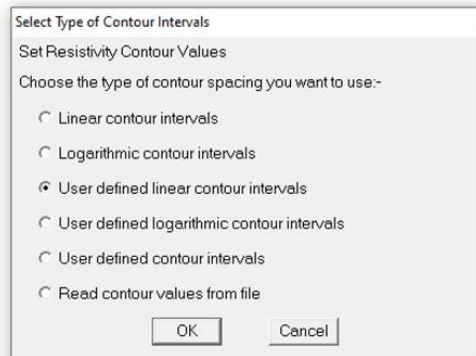 Select Type of Contour Intervals
Set Resistivity Contour Values
Choose the type of contour spacing you want to use:-
Linear contour intervals
Logarithmic contour intervals
User defined linear contour intervals
User defined logarithmic contour intervals
User defined contour intervals
Read contour values from file
OK Cancel